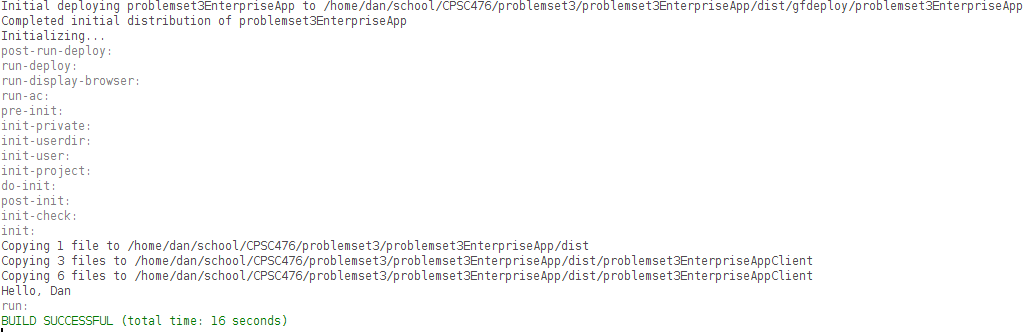 Initial deploying problemset3EnterpriseApp to /home/dan/school/CPSC476/problemset3/problemset3EnterpriseApp/dist/gfdeploy/problemset3EnterpriseApp
Completed initial distribution of problemset3EnterpriseApp
Initializing...
post-run-deploy:
run-deploy:
run-display-browser:
run-ac:
pre-init:
init-private:
init-userdir:
init-user:
init-project:
do-init:
post-init:
init-check:
init:
Copying 1 file to /home/dan/school/CPSC476/problemset3/problemset3EnterpriseApp/dist
Copying 3 files to /home/dan/school/CPSC476/problemset3/problemset3EnterpriseApp/dist/problemset3EnterpriseAppClient
Copying 6 files to /home/dan/school/CPSC476/problemset3/problemset3EnterpriseApp/dist/problemset3EnterpriseAppClient
Hello, Dan
run:
BUILD SUCCESSFUL (total time: 16 seconds)